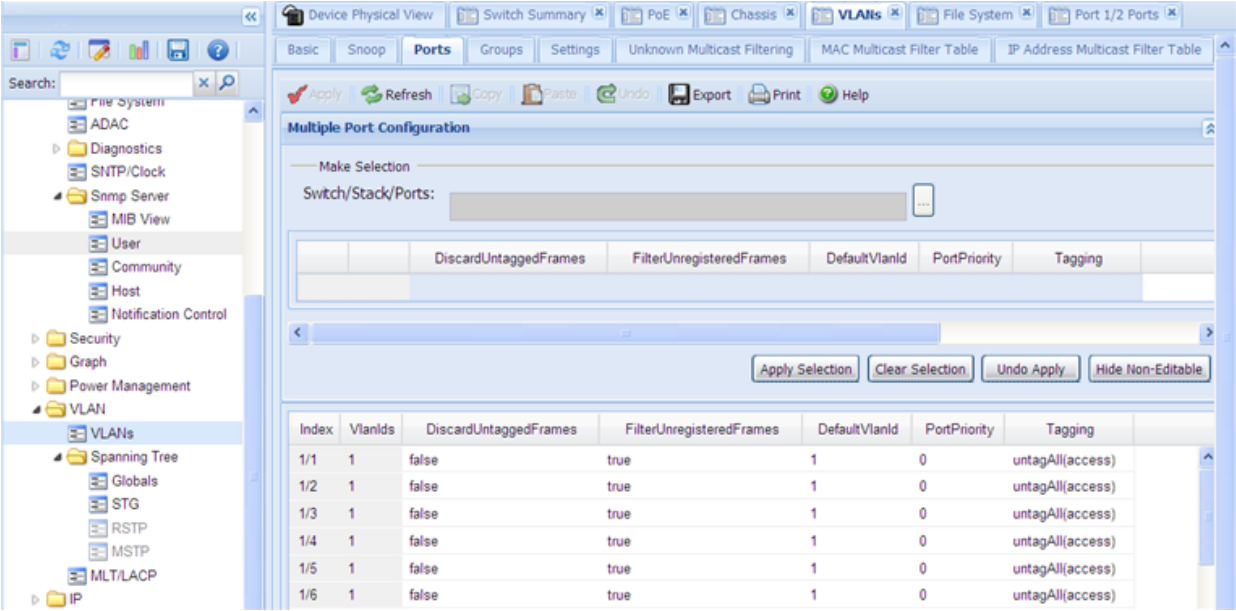 Device Physical View Switch Summary PoE Chassis VLANs File System Port 1/2 Ports
Basic Snoop Ports Groups Settings Unknown Multicast Filtering MAC Multicast Filter Table IP Address Multicast Filter Table
Search:
Apply Refresh Copy Paste Undo Export Print Help
File System
ADAC
Diagnostics
SNTP/Clock
Snmp Server
MIB View
User
Community
Host
Notification Control
Security
Graph
Power Management
VLAN
VLANs
Spanning Tree
Globals
STG
RSTP
MSTP
MLT/LACP
IP
Multiple Port Configuration
Make Selection
Switch/Stack/Ports: ...
DiscardUntaggedFrames FilterUnregisteredFrames DefaultVlanId PortPriority Tagging
Apply Selection Clear Selection Undo Apply Hide Non-Editable
Index VlanIds DiscardUntaggedFrames FilterUnregisteredFrames DefaultVlanId PortPriority Tagging
1/1 1 false true 1 0 untagAll(access)
1/2 1 false true 1 0 untagAll(access)
1/3 1 false true 1 0 untagAll(access)
1/4 1 false true 1 0 untagAll(access)
1/5 1 false true 1 0 untagAll(access)
1/6 1 false true 1 0 untagAll(access)